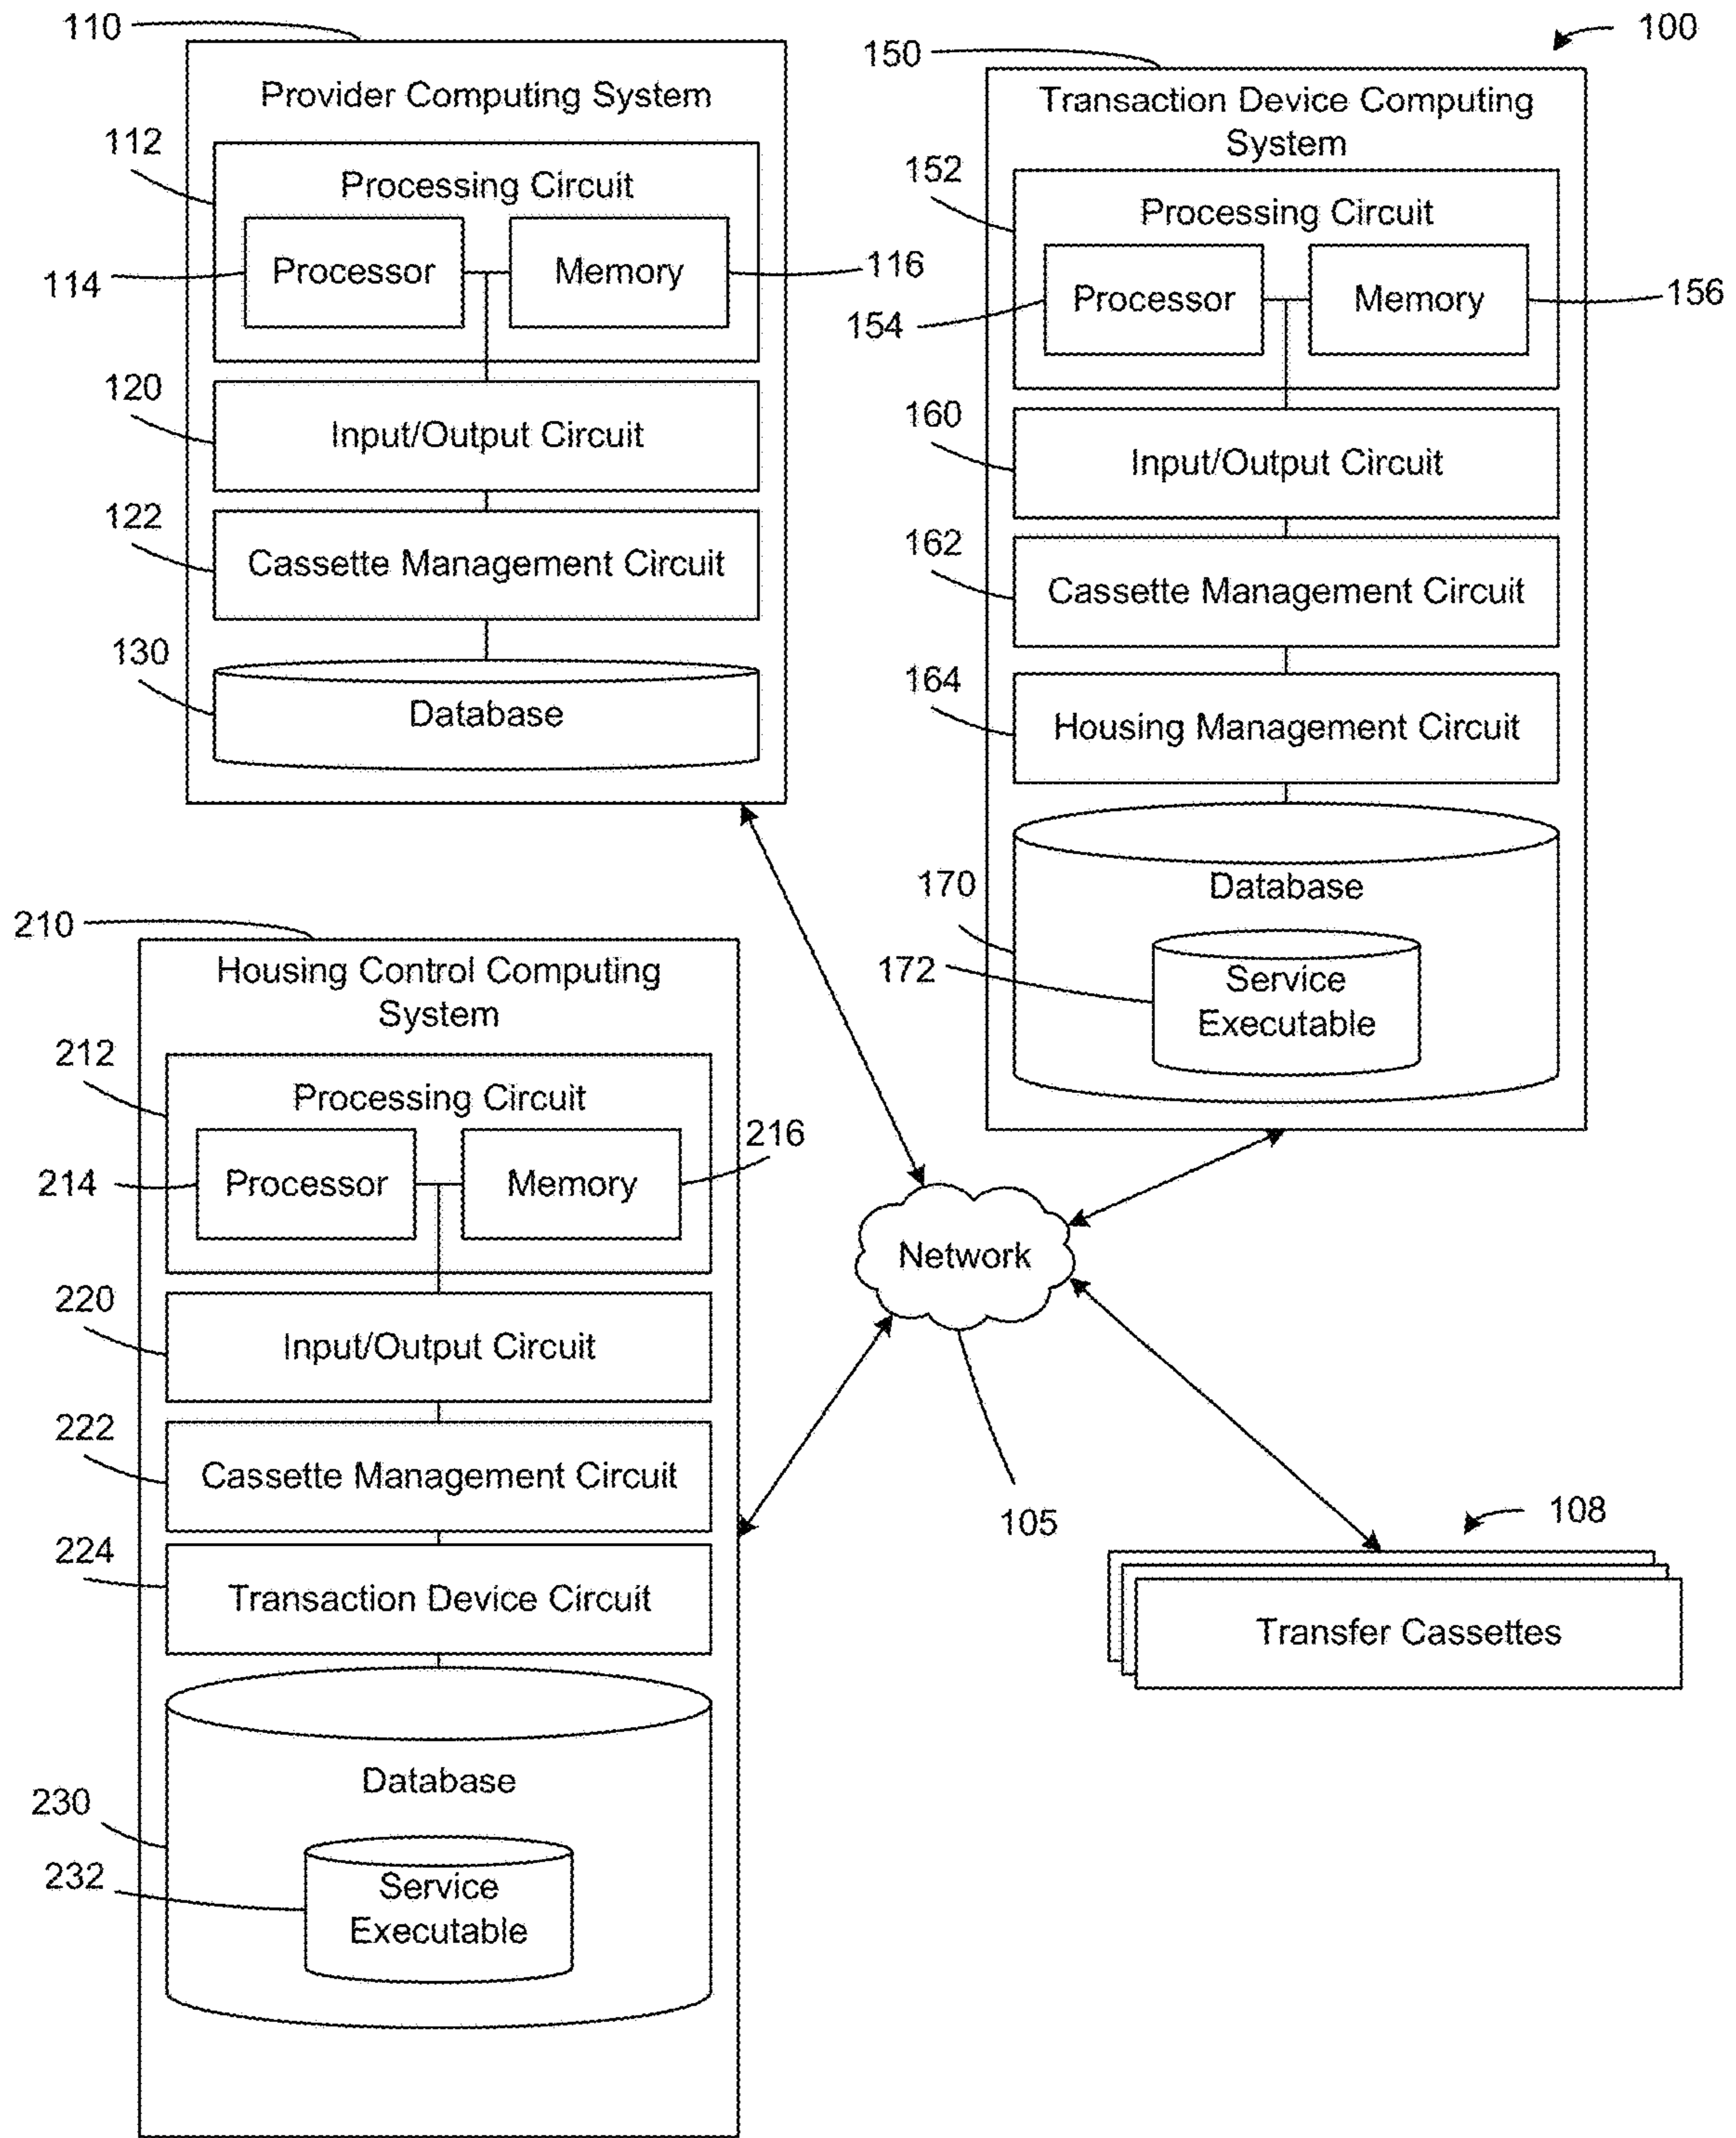 110
Provider Computing System
112
Processing Circuit
114
Processor
Memory
116
120
Input/Output Circuit
122
Cassette Management Circuit
130
Database
100
150
Transaction Device Computing
System
152
Processing Circuit
154
Processor
Memory
156
160
Input/Output Circuit
162
Cassette Management Circuit
164
Housing Management Circuit
170
Database
172
Service
Executable
210
Housing Control Computing
System
212
Processing Circuit
214
Processor
Memory
216
220
Input/Output Circuit
222
Cassette Management Circuit
224
Transaction Device Circuit
230
Database
232
Service
Executable
Network
105
108
Transfer Cassettes